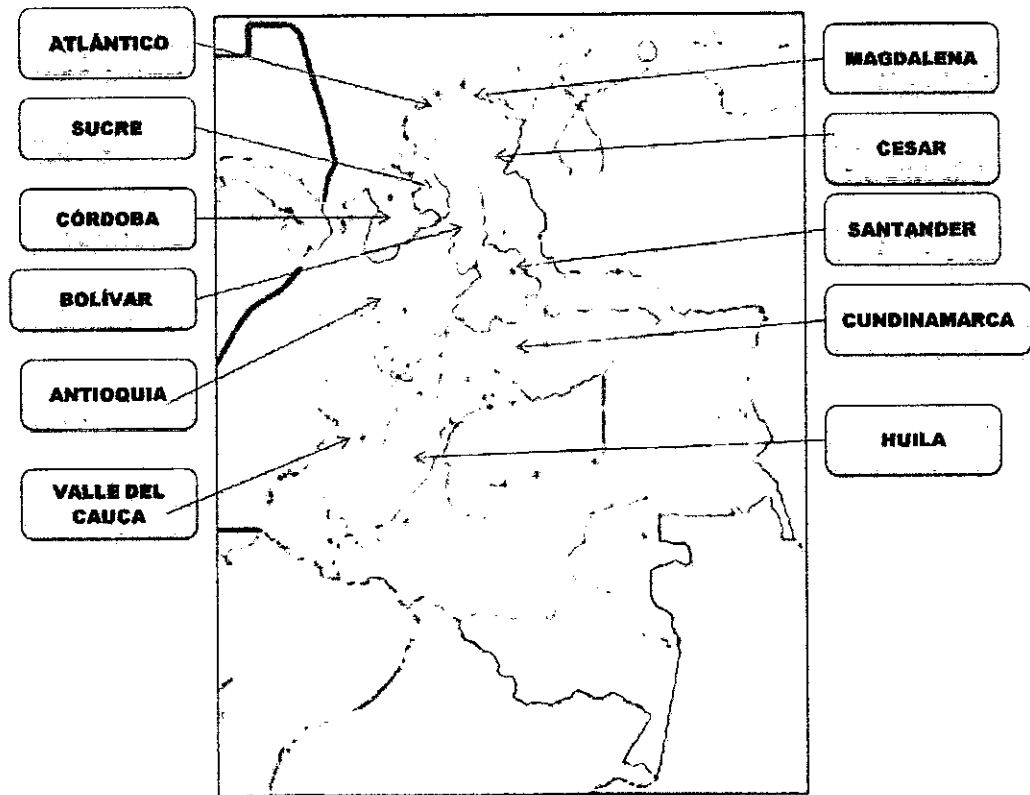 ATLÁNTICO
SUCRE
CÓRDOBA
BOLÍVAR
ANTIOQUIA
VALLE DEL
CAUCA
MAGDALENA
CESAR
SANTANDER
CUNDINAMARCA
HUILA